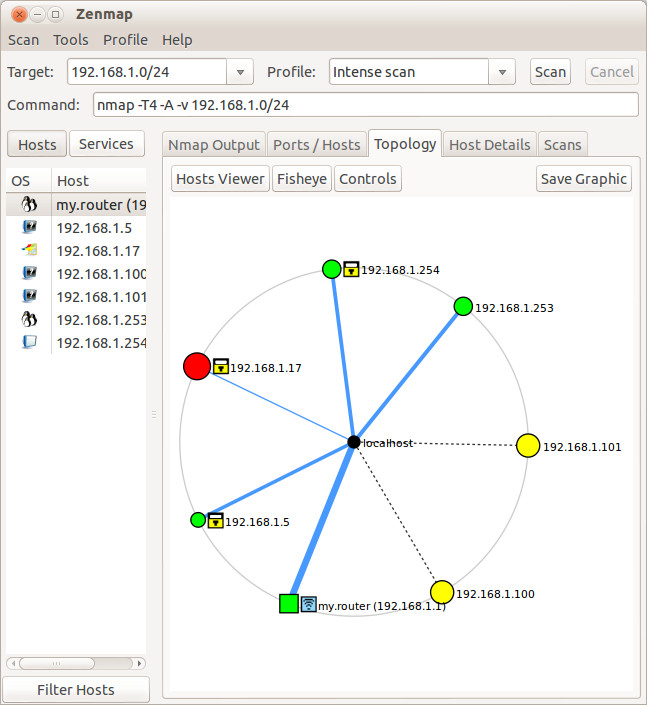 Zenmap
Scan Tools Profile Help
Target: 192.168.1.0/24 Profile: Intense scan Scan Cancel
Command: nmap -T4 -A -v 192.168.1.0/24
Hosts Services
Nmap Output Ports / Hosts Topology Host Details Scans
OS Host
my.router (19
192.168.1.5
192.168.1.17
192.168.1.100
192.168.1.101
192.168.1.253
192.168.1.254
Filter Hosts
Hosts Viewer Fisheye Controls Save Graphic
192.168.1.254
192.168.1.253
192.168.1.17
localhost
192.168.1.101
192.168.1.5
192.168.1.100
my.router (192.168.1.1)